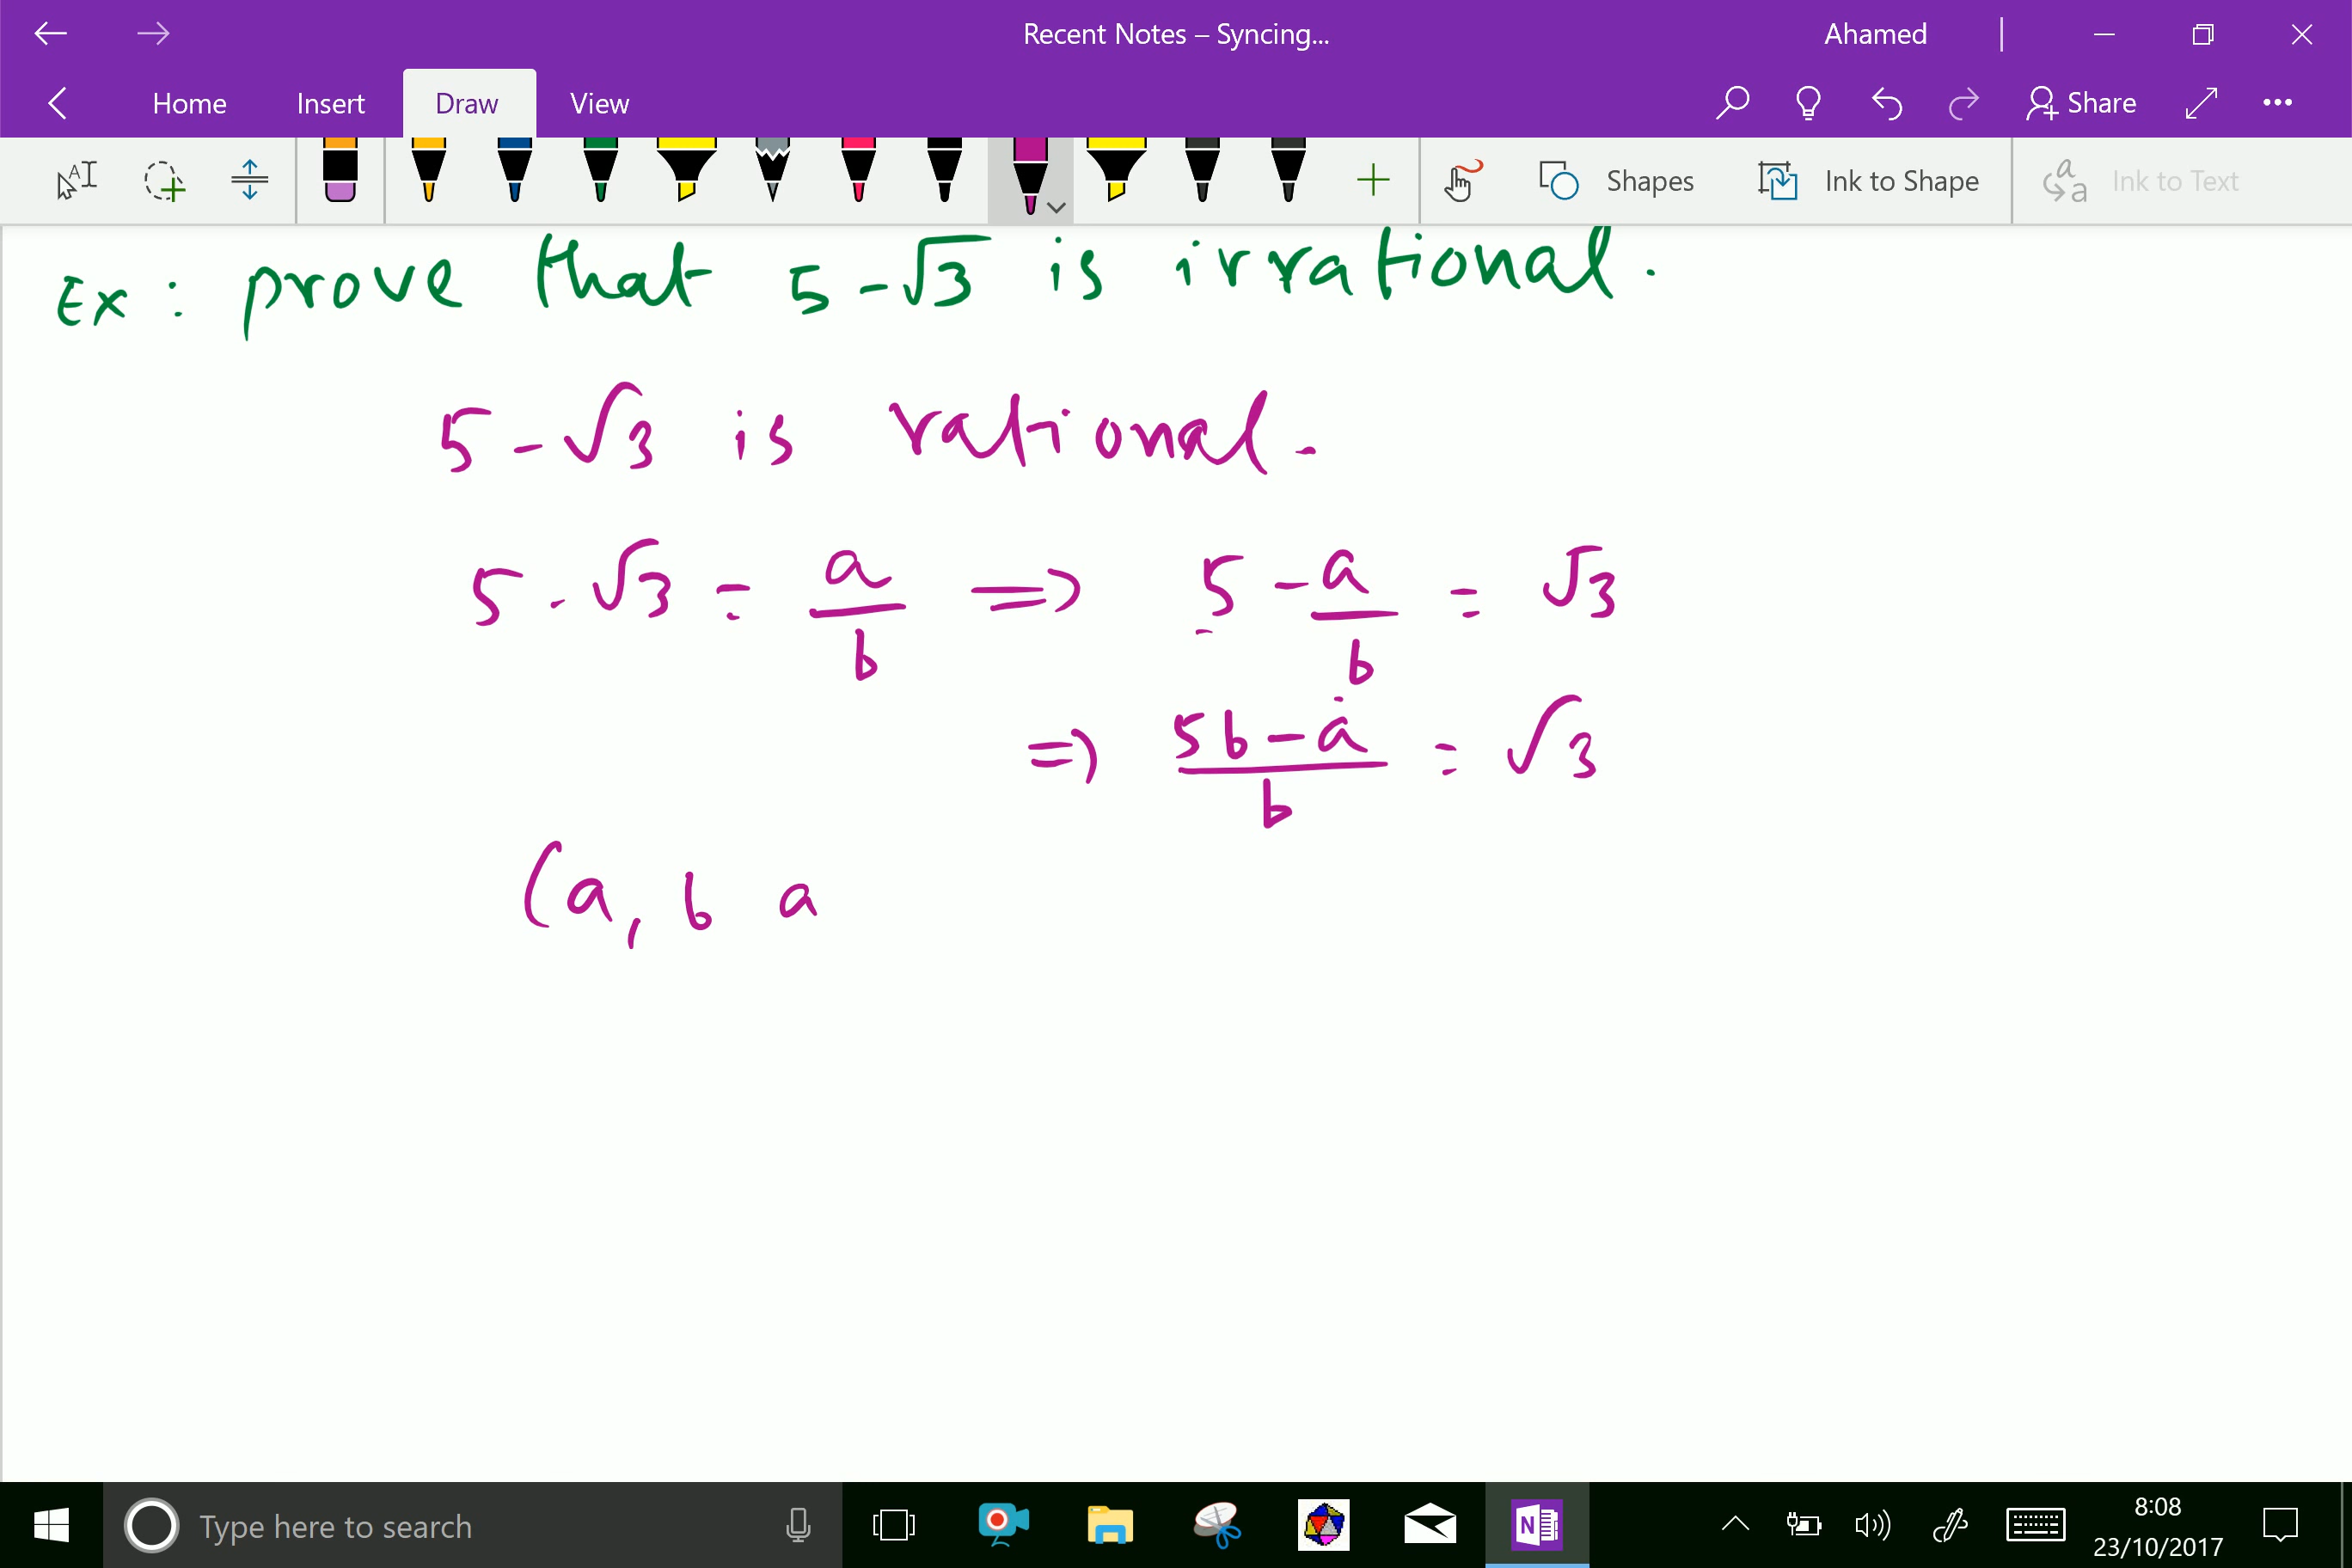 Recent Notes – Syncing... Ahamed
Home Insert Draw View Share
Shapes Ink to Shape Ink to Text
Ex : prove that 5 - √3 is irrational.
5 - √3 is rational.
5 - √3 = a/b ⇒ 5 - a/b = √3
⇒ (5b - a)/b = √3
(a, b a
Type here to search
8:08
23/10/2017